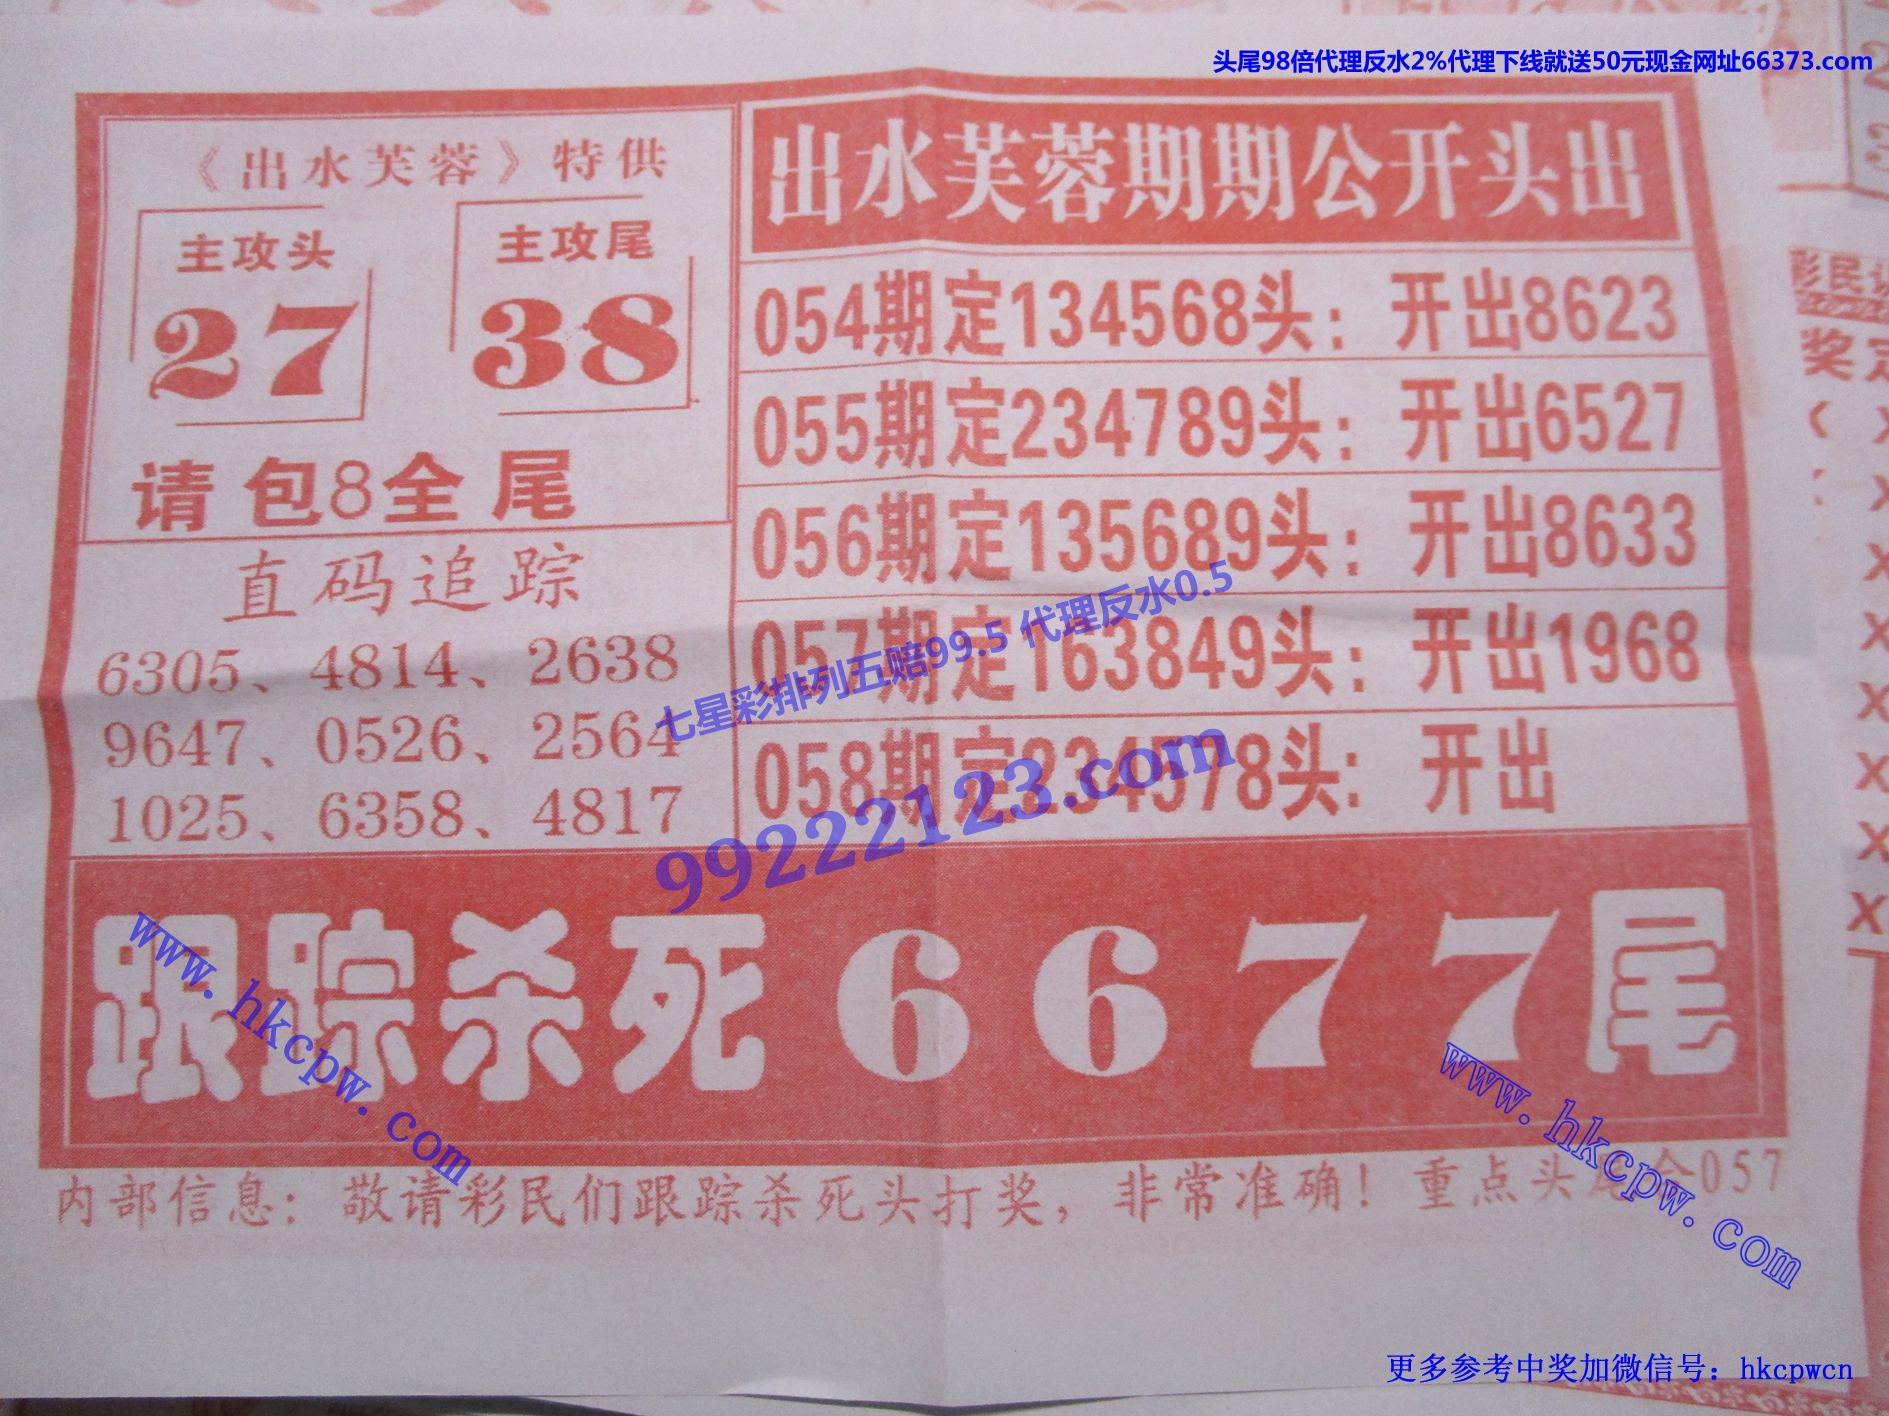 头尾98倍代理反水2%代理下线就送50元现金网址66373.com
《出水芙蓉》特供
主攻头
27
主攻尾
38
请包8全尾
直码追踪
6305、4814、2638
9647、0526、2564
1025、6358、4817
出水芙蓉期期公开头出
054期定134568头：开出8623
055期定234789头：开出6527
056期定135689头：开出8633
057期定163849头：开出1968
058期定234578头：开出
七星彩排列五赔99.5 代理反水0.5
99222123.com
跟踪杀死6677尾
www.hkcpw.com
www.hkcpw.com
内部信息：敬请彩民们跟踪杀死头打奖，非常准确！重点头尾合057
彩民
奖定
X
X
X
X
X
X
X
X
更多参考中奖加微信号：hkcpwcn